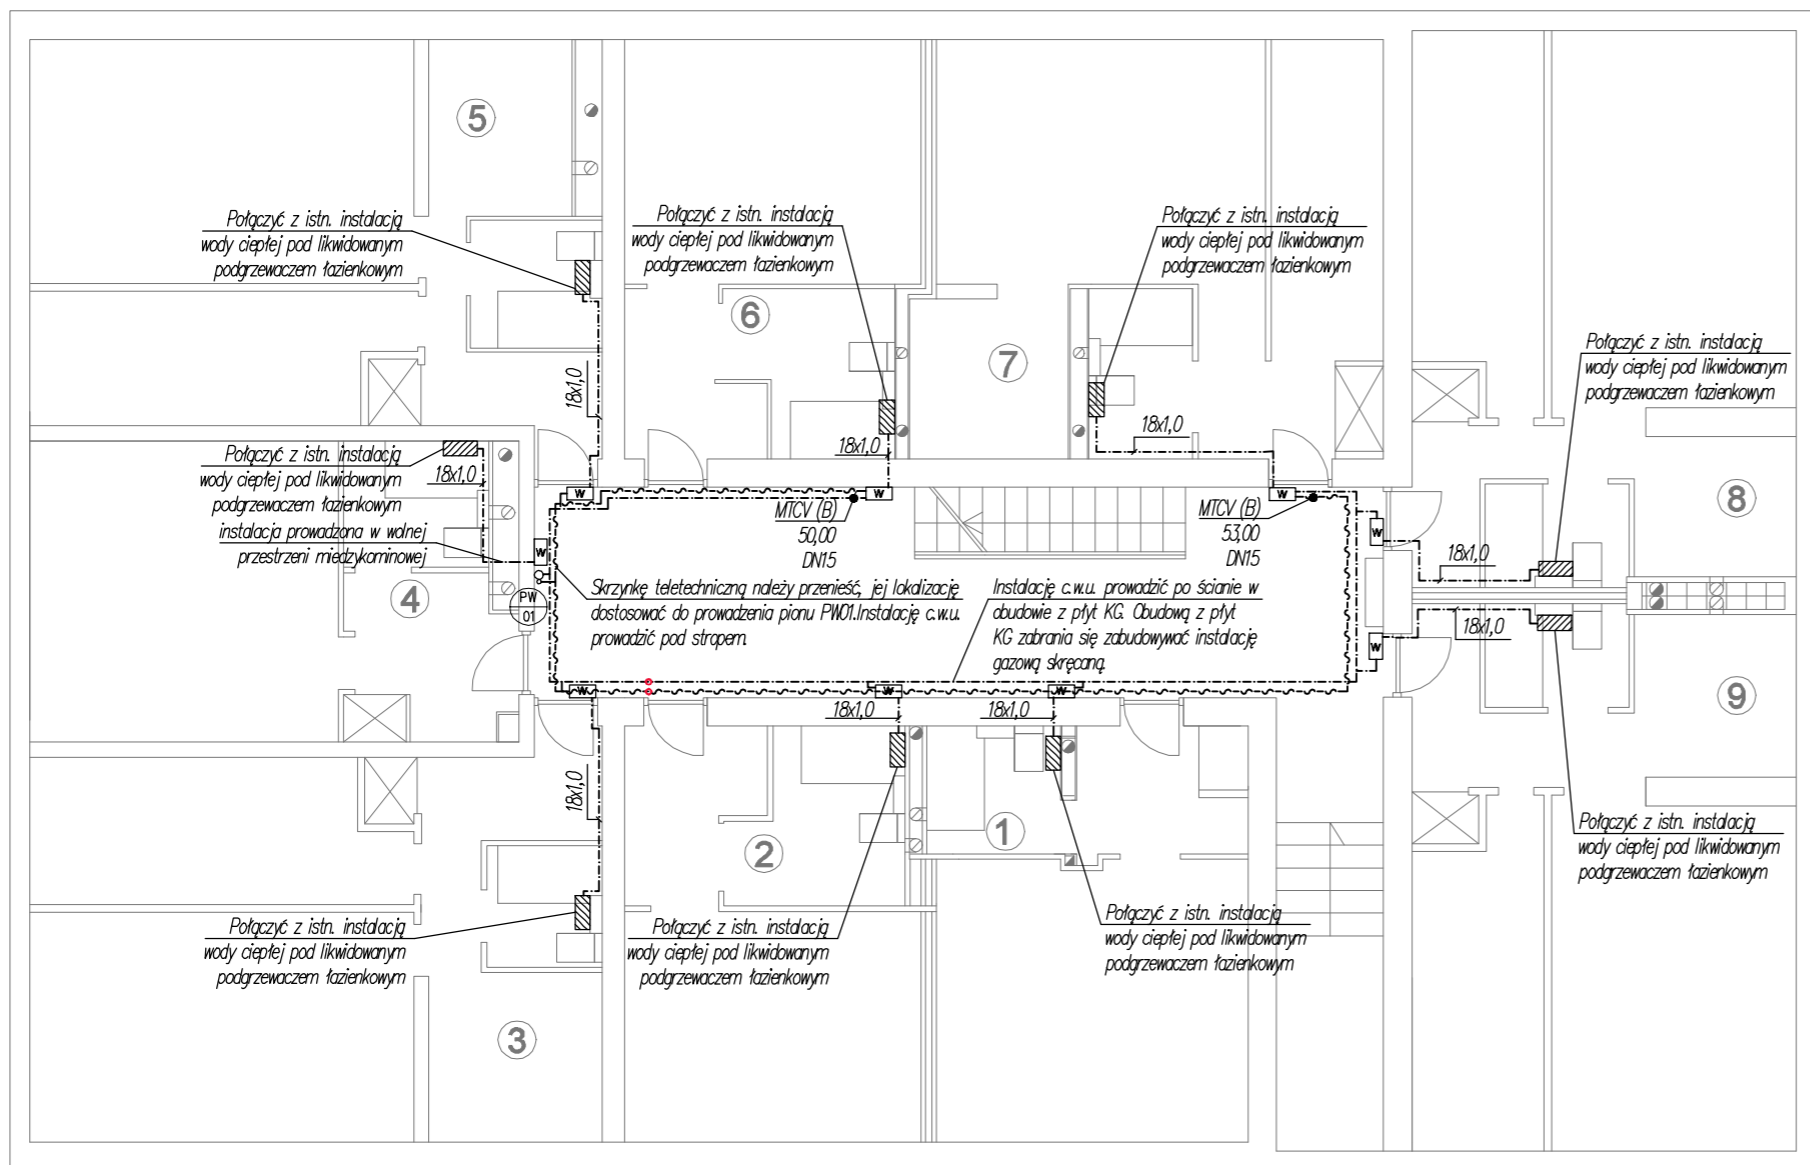 5
Połączyć z istn. instalacją
wody ciepłej pod likwidowanym
podgrzewaczem łazienkowym
Połączyć z istn. instalacją
wody ciepłej pod likwidowanym
podgrzewaczem łazienkowym
Połączyć z istn. instalacją
wody ciepłej pod likwidowanym
podgrzewaczem łazienkowym
6
7
Połączyć z istn. instalacją
wody ciepłej pod likwidowanym
podgrzewaczem łazienkowym
18x1,0
18x1,0
18x1,0
Połączyć z istn. instalacją
wody ciepłej pod likwidowanym
podgrzewaczem łazienkowym
18x1,0
instalacja prowadzona w wolnej
przestrzeni miedzykominowej
W
W
W
W
W
MTCV (B)
50,00
DN15
MTCV (B)
53,00
DN15
8
18x1,0
4
PW
01
Skrzynkę teletechniczną należy przenieść, jej lokalizację
dostosować do prowadzenia pionu PW01.Instalację c.w.u.
prowadzić pod stropem.
Instalację c.w.u. prowadzić po ścianie w
obudowie z płyt KG. Obudową z płyt
KG zabrania się zabudowywać instalację
gazową skręcaną.
18x1,0
W
W
W
W
9
18x1,0
18x1,0
18x1,0
2
1
Połączyć z istn. instalacją
wody ciepłej pod likwidowanym
podgrzewaczem łazienkowym
Połączyć z istn. instalacją
wody ciepłej pod likwidowanym
podgrzewaczem łazienkowym
Połączyć z istn. instalacją
wody ciepłej pod likwidowanym
podgrzewaczem łazienkowym
Połączyć z istn. instalacją
wody ciepłej pod likwidowanym
podgrzewaczem łazienkowym
3